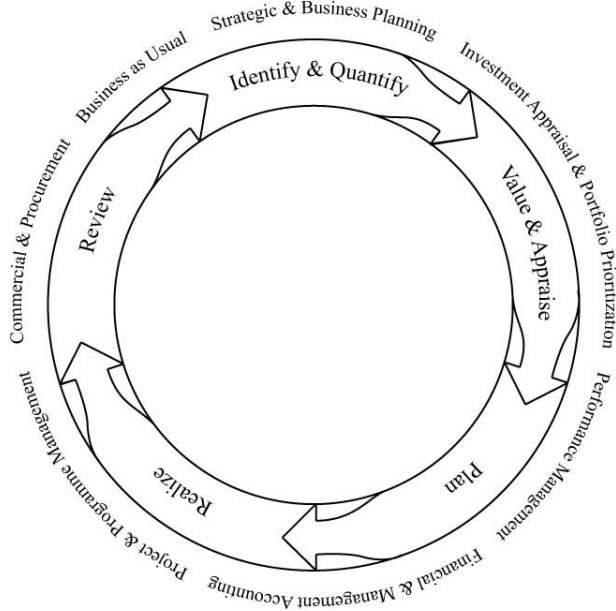 Strategic & Business Planning
Investment Appraisal & Portfolio Prioritization
Performance Management
Financial & Management Accounting
Project & Programme Management
Commercial & Procurement
Business as Usual
Identify & Quantify
Value & Appraise
Plan
Realize
Review